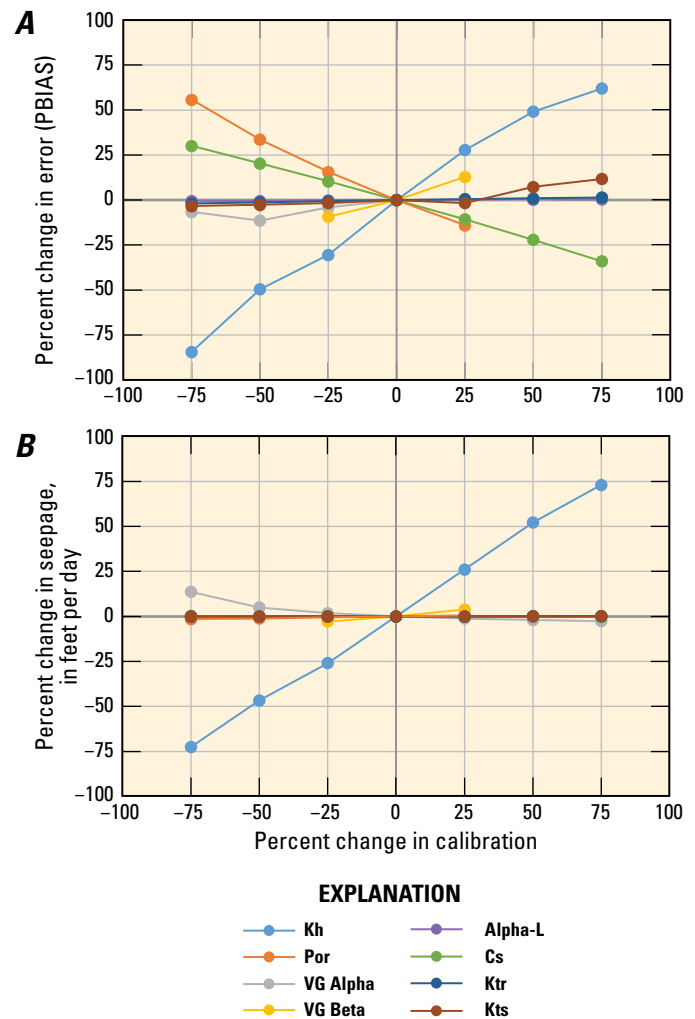 A
Percent change in error (PBIAS)
100
75
50
25
0
−25
−50
−75
−100
−100 −75 −50 −25 0 25 50 75 100
B
Percent change in seepage,
in feet per day
100
75
50
25
0
−25
−50
−75
−100
−100 −75 −50 −25 0 25 50 75 100
Percent change in calibration
EXPLANATION
Kh
Por
VG Alpha
VG Beta
Alpha-L
Cs
Ktr
Kts